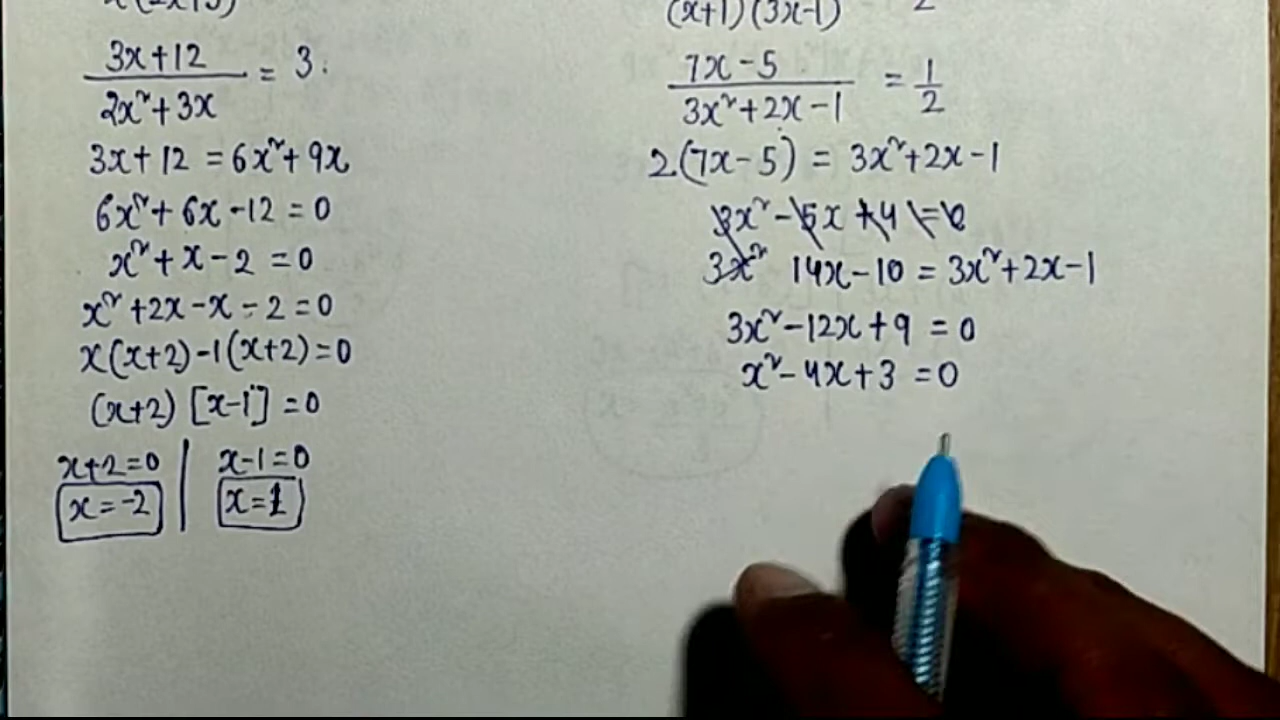 3x+12 / 2x²+3x = 3.
3x+12 = 6x²+9x
6x²+6x-12 = 0
x²+x-2 = 0
x²+2x-x-2 = 0
x(x+2)-1(x+2) = 0
(x+2) [x-1] = 0
x+2=0 | x-1=0
x=-2 | x=1
(x+1)(3x-1) 2
7x-5 / 3x²+2x-1 = 1/2
2(7x-5) = 3x²+2x-1
14x-10 = 3x²+2x-1
3x²-12x+9 = 0
x²-4x+3 = 0